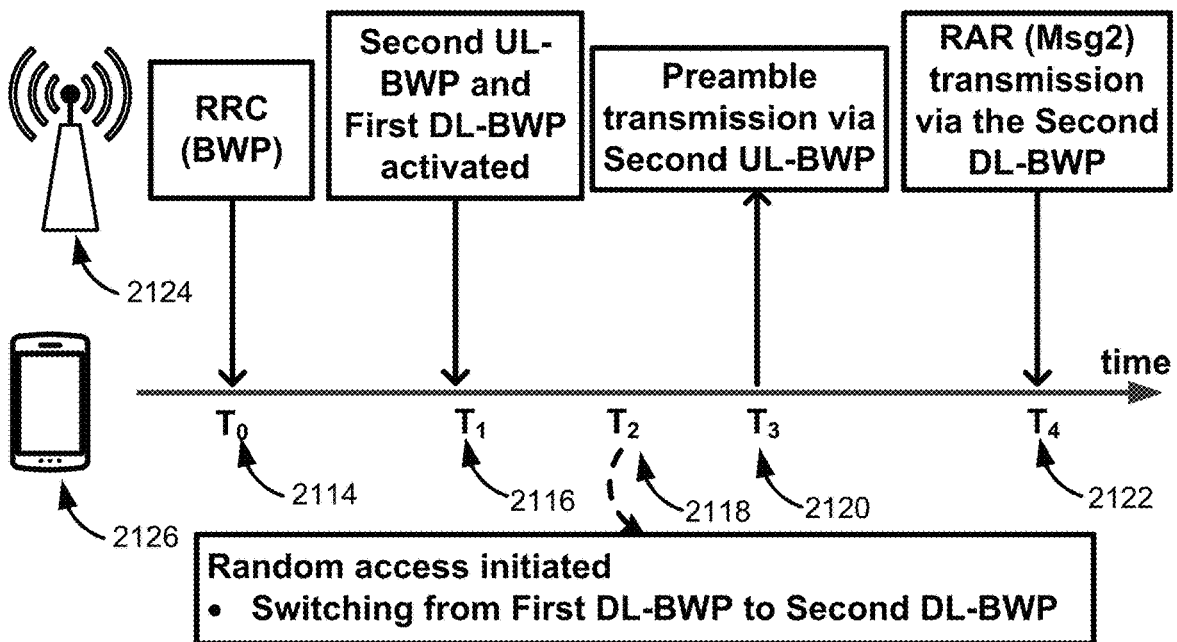 RRC
(BWP)
Second UL-
BWP and
First DL-BWP
activated
Preamble
transmission via
Second UL-BWP
RAR (Msg2)
transmission
via the Second
DL-BWP
2124
time
T0
T1
T2
T3
T4
2114
2116
2118
2120
2122
2126
Random access initiated
• Switching from First DL-BWP to Second DL-BWP